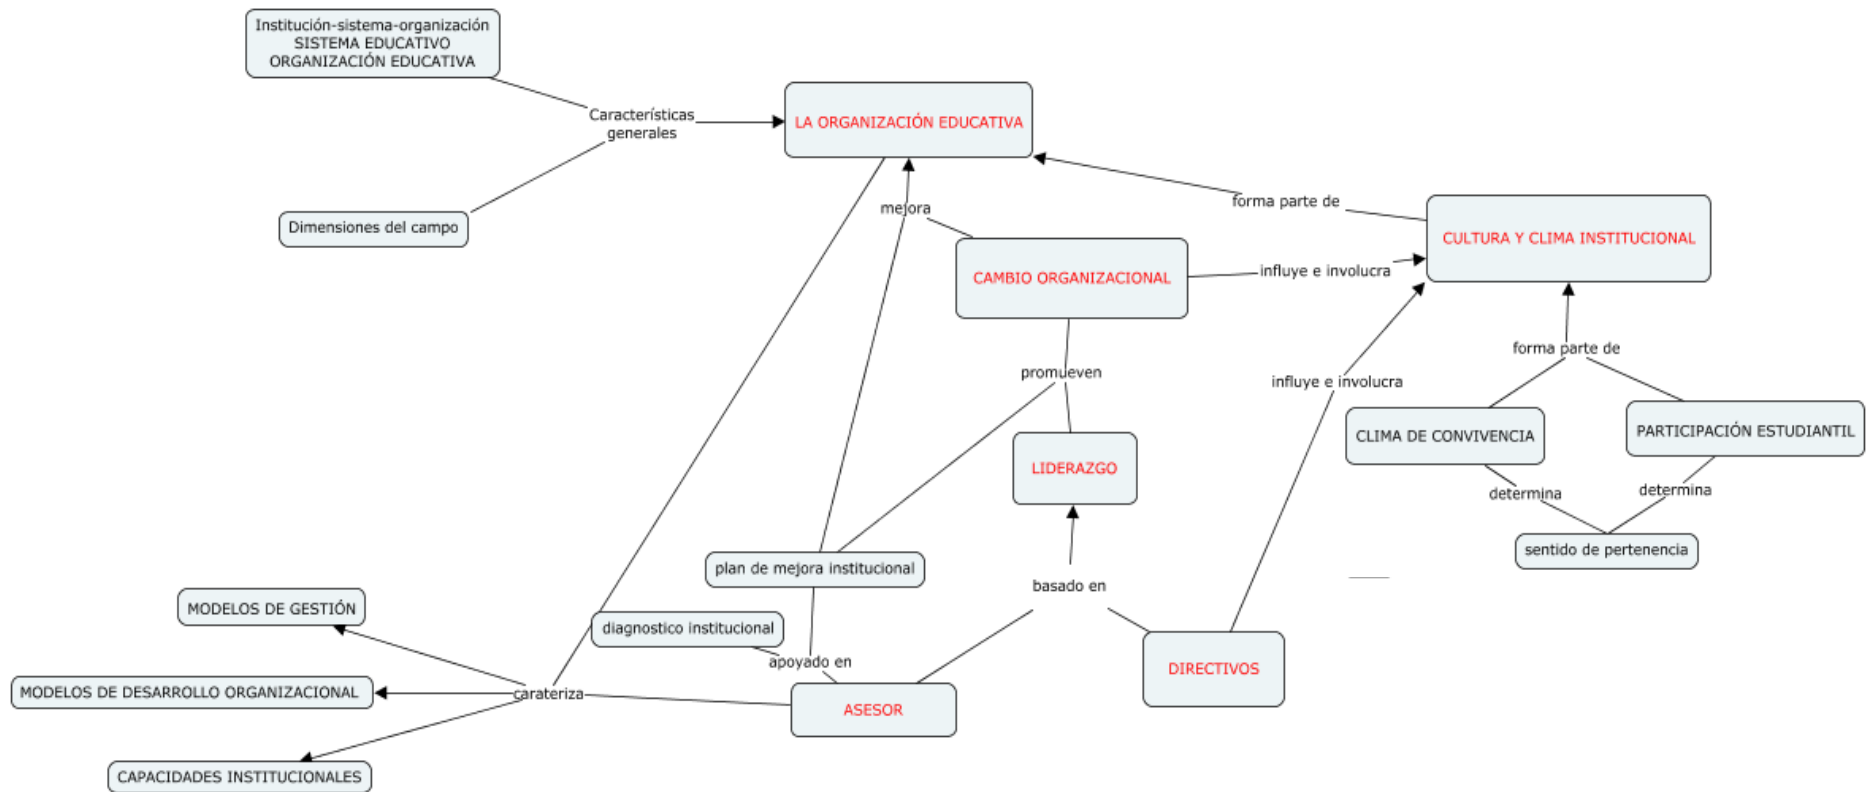 Institución-sistema-organización
SISTEMA EDUCATIVO
ORGANIZACIÓN EDUCATIVA
Características
generales
LA ORGANIZACIÓN EDUCATIVA
Dimensiones del campo
mejora
forma parte de
CULTURA Y CLIMA INSTITUCIONAL
CAMBIO ORGANIZACIONAL
influye e involucra
promueven
influye e involucra
forma parte de
CLIMA DE CONVIVENCIA
PARTICIPACIÓN ESTUDIANTIL
LIDERAZGO
determina
determina
sentido de pertenencia
plan de mejora institucional
basado en
MODELOS DE GESTIÓN
diagnostico institucional
apoyado en
DIRECTIVOS
MODELOS DE DESARROLLO ORGANIZACIONAL
carateriza
ASESOR
CAPACIDADES INSTITUCIONALES